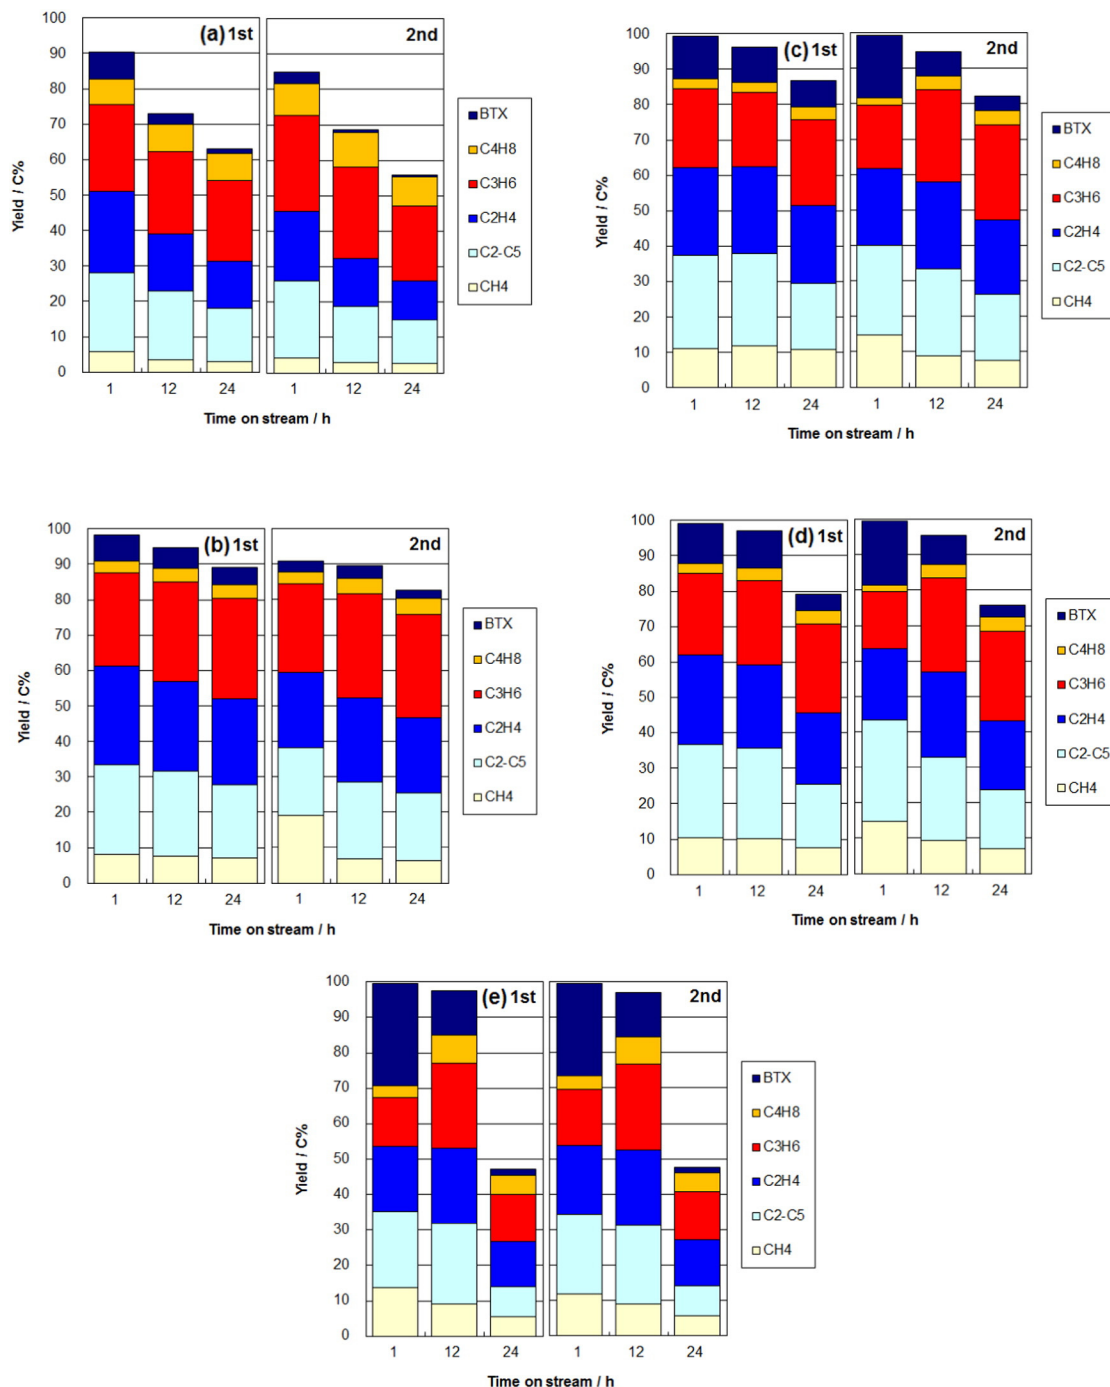 (a) 1st
2nd
100
90
80
70
60
50
40
30
20
10
0
Yield / C%
1 12 24 1 12 24
Time on stream / h
BTX
C4H8
C3H6
C2H4
C2-C5
CH4
(c) 1st
2nd
100
90
80
70
60
50
40
30
20
10
0
Yield / C%
1 12 24 1 12 24
Time on stream / h
BTX
C4H8
C3H6
C2H4
C2-C5
CH4
(b) 1st
2nd
100
90
80
70
60
50
40
30
20
10
0
Yield / C%
1 12 24 1 12 24
Time on stream / h
BTX
C4H8
C3H6
C2H4
C2-C5
CH4
(d) 1st
2nd
100
90
80
70
60
50
40
30
20
10
0
Yield / C%
1 12 24 1 12 24
Time on stream / h
BTX
C4H8
C3H6
C2H4
C2-C5
CH4
(e) 1st
2nd
100
90
80
70
60
50
40
30
20
10
0
Yield / C%
1 12 24 1 12 24
Time on stream / h
BTX
C4H8
C3H6
C2H4
C2-C5
CH4